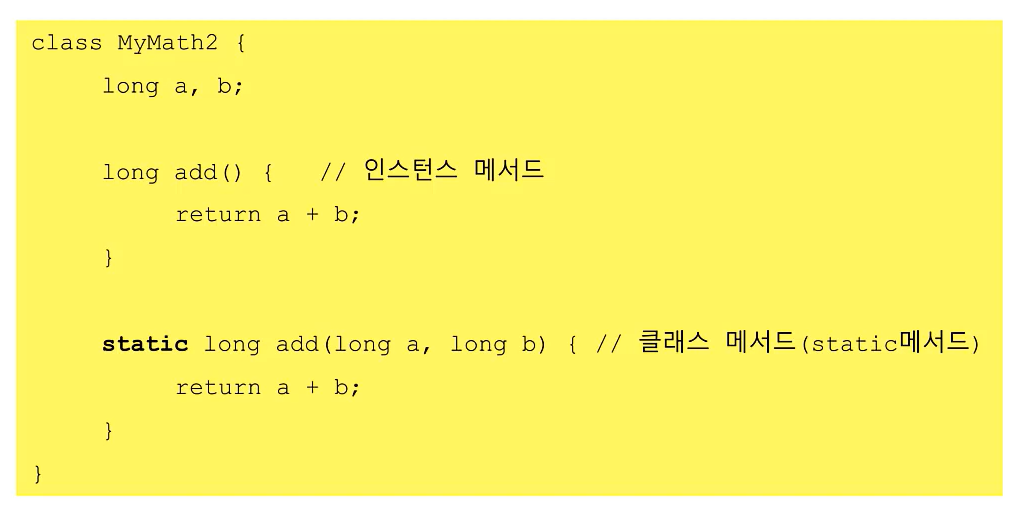 class MyMath2 {
long a, b;
long add() { // 인스턴스 메서드
return a + b;
}
static long add(long a, long b) { // 클래스 메서드(static메서드)
return a + b;
}
}